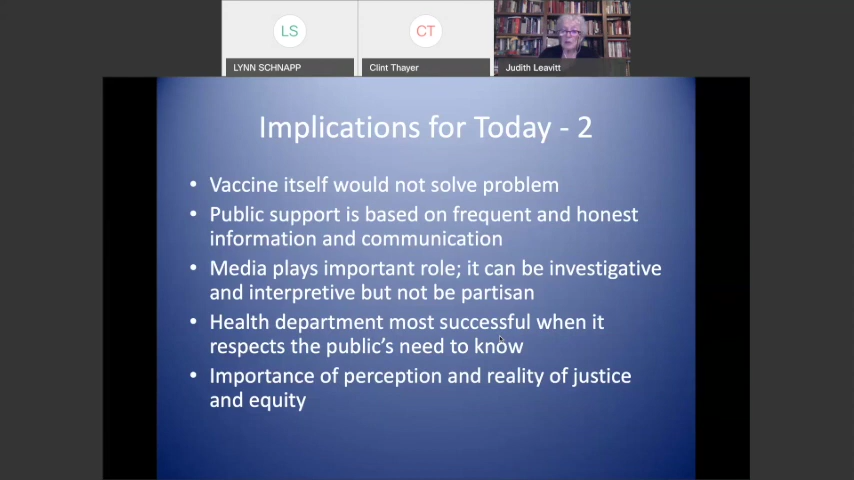 LS
CT
LYNN SCHNAPP
Clint Thayer
Judith Leavitt
Implications for Today - 2
• Vaccine itself would not solve problem
• Public support is based on frequent and honest
information and communication
• Media plays important role; it can be investigative
and interpretive but not be partisan
• Health department most successful when it
respects the public's need to know
• Importance of perception and reality of justice
and equity